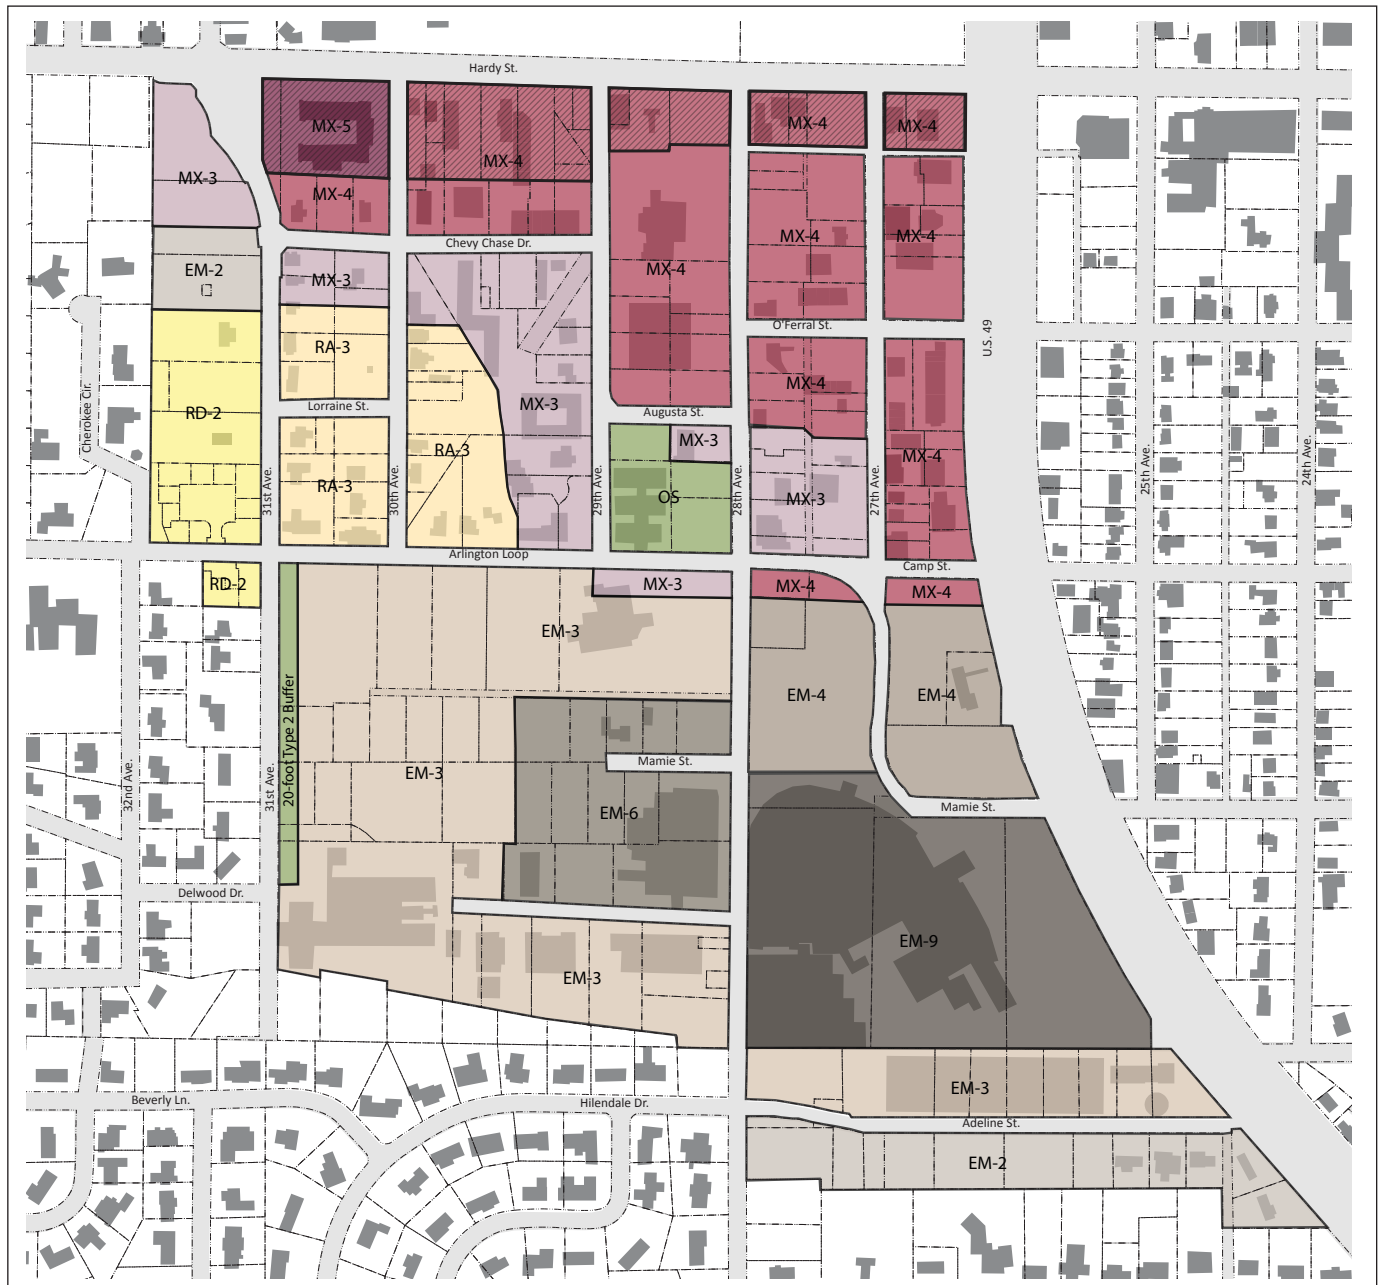 Hardy St.
MX-5
MX-4
MX-4
MX-4
MX-3
MX-4
MX-4
MX-4
MX-4
Chevy Chase Dr.
EM-2
MX-3
MX-4
O'Ferral St.
U.S. 49
RA-3
MX-4
Cherokee Cir.
RD-2
Lorraine St.
MX-3
Augusta St.
MX-3
RA-3
MX-4
31st Ave.
30th Ave.
29th Ave.
28th Ave.
27th Ave.
25th Ave.
24th Ave.
RA-3
OS
MX-3
Arlington Loop
Camp St.
RD-2
MX-3
MX-4
MX-4
EM-3
20-foot Type 2 Buffer
EM-4
EM-4
Mamie St.
EM-3
32nd Ave.
31st Ave.
Mamie St.
EM-6
Delwood Dr.
EM-9
EM-3
EM-3
Beverly Ln.
Hilendale Dr.
Adeline St.
EM-2